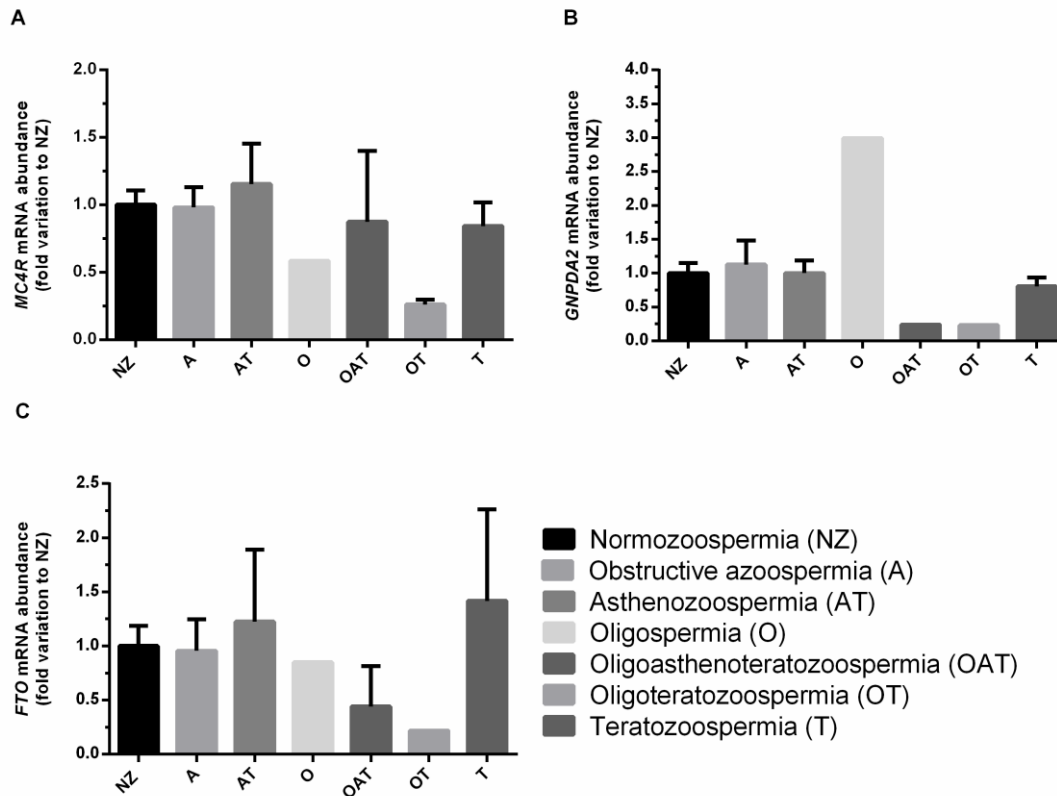 A
MC4R mRNA abundance
(fold variation to NZ)
2.0
1.5
1.0
0.5
0.0
NZ
A
AT
O
OAT
OT
T
B
GNPDA2 mRNA abundance
(fold variation to NZ)
4.0
3.5
3.0
2.5
2.0
1.5
1.0
0.5
0.0
NZ
A
AT
O
OAT
OT
T
C
FTO mRNA abundance
(fold variation to NZ)
2.5
2.0
1.5
1.0
0.5
0.0
NZ
A
AT
O
OAT
OT
T
Normozoospermia (NZ)
Obstructive azoospermia (A)
Asthenozoospermia (AT)
Oligospermia (O)
Oligoasthenoteratozoospermia (OAT)
Oligoteratozoospermia (OT)
Teratozoospermia (T)